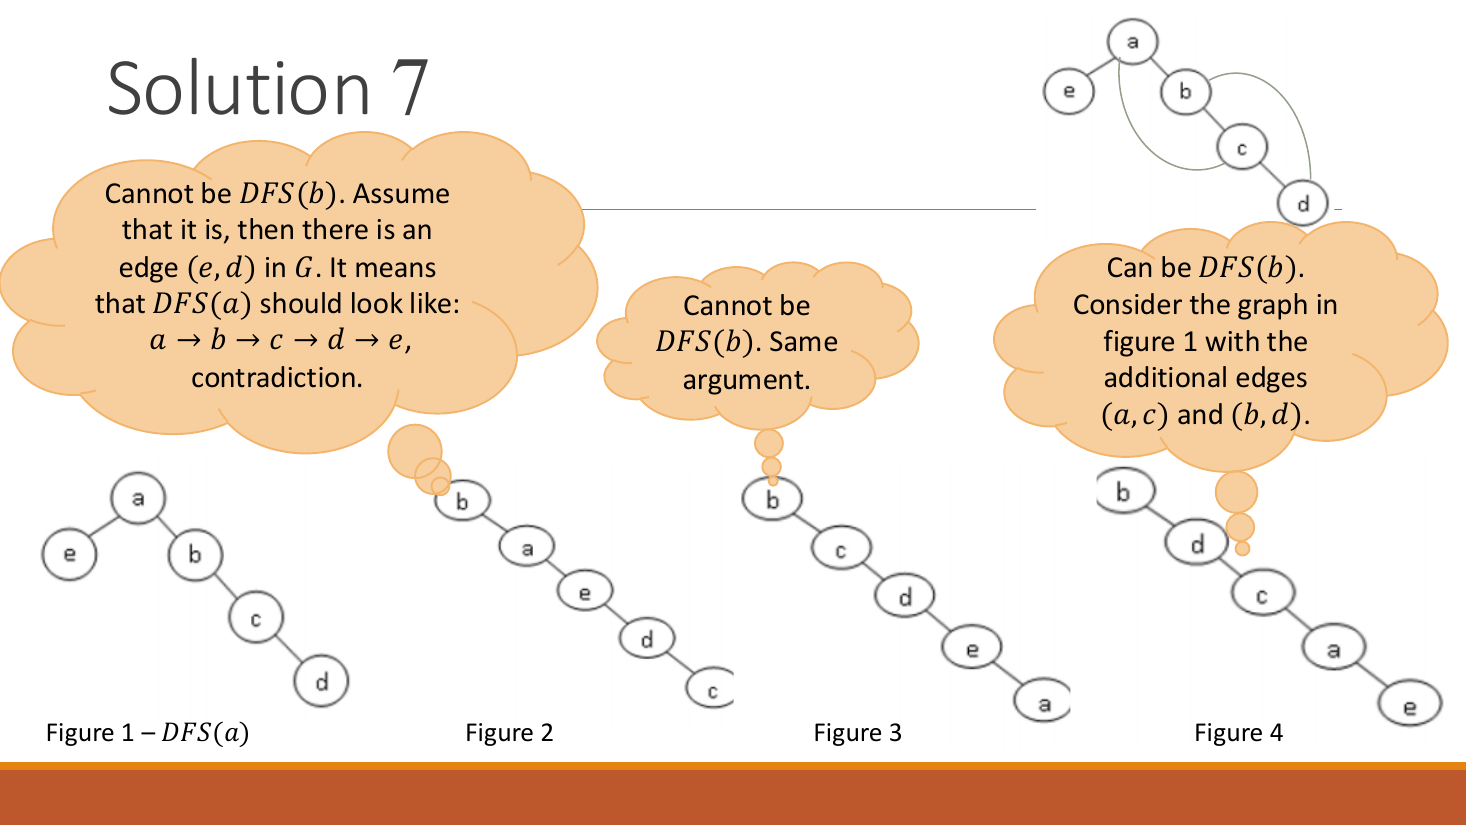 Solution 7
a
e
b
c
d
Cannot be 𝐷𝐹𝑆(𝑏). Assume
that it is, then there is an
edge (𝑒, 𝑑) in 𝐺. It means
that 𝐷𝐹𝑆(𝑎) should look like:
𝑎 → 𝑏 → 𝑐 → 𝑑 → 𝑒,
contradiction.
Cannot be
𝐷𝐹𝑆(𝑏). Same
argument.
Can be 𝐷𝐹𝑆(𝑏).
Consider the graph in
figure 1 with the
additional edges
(𝑎, 𝑐) and (𝑏, 𝑑).
a
e
b
c
d
b
a
e
d
c
b
c
d
e
a
b
d
c
a
e
Figure 1 – 𝐷𝐹𝑆(𝑎)
Figure 2
Figure 3
Figure 4